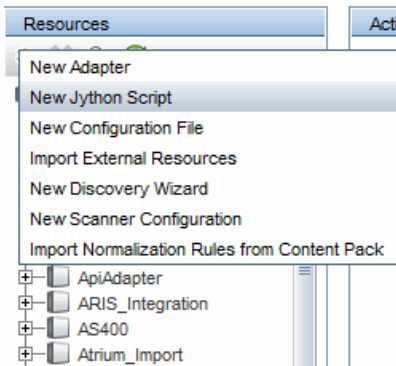 Resources
Acti
New Adapter
New Jython Script
New Configuration File
Import External Resources
New Discovery Wizard
New Scanner Configuration
Import Normalization Rules from Content Pack
ApiAdapter
ARIS_Integration
AS400
Atrium_Import